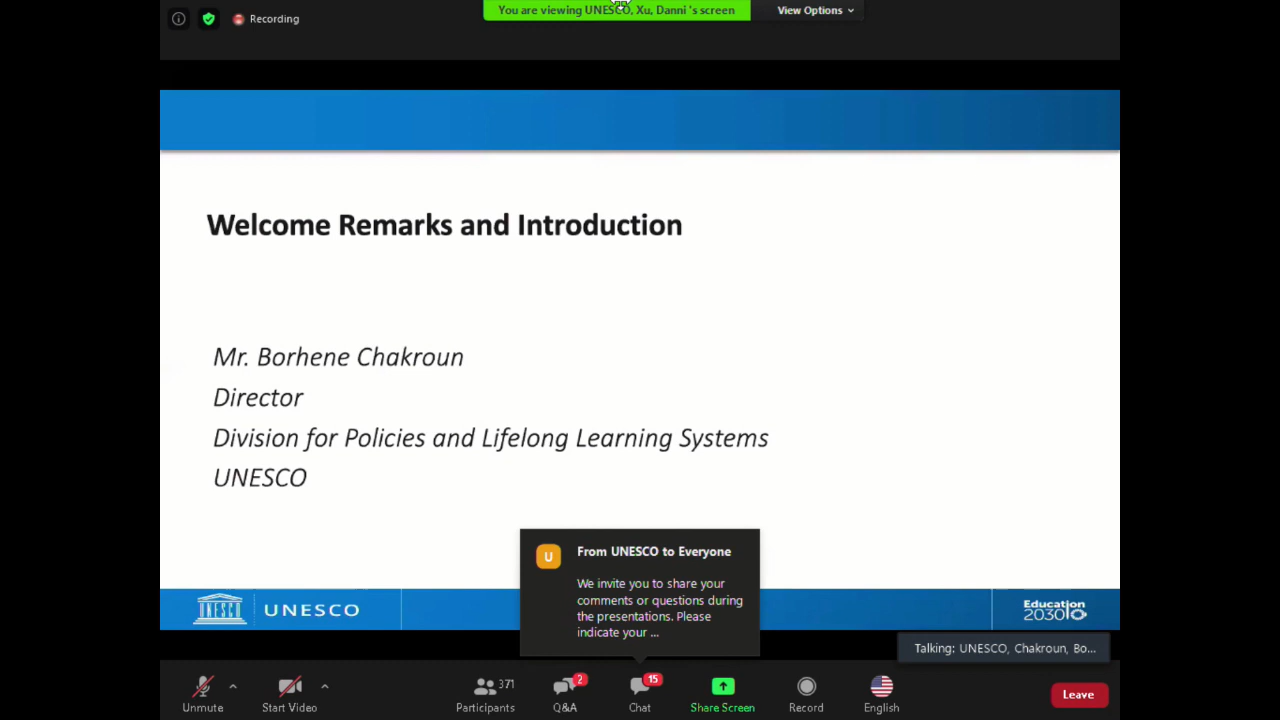 Recording
You are viewing UNESCO, Xu, Danni 's screen
View Options
Welcome Remarks and Introduction
Mr. Borhene Chakroun
Director
Division for Policies and Lifelong Learning Systems
UNESCO
U
From UNESCO to Everyone
We invite you to share your
comments or questions during
the presentations. Please
indicate your ...
UNESCO
UNESCO
Education
2030
Talking: UNESCO, Chakroun, Bo...
Unmute
Start Video
371
Participants
2
Q&A
15
Chat
Share Screen
Record
English
Leave